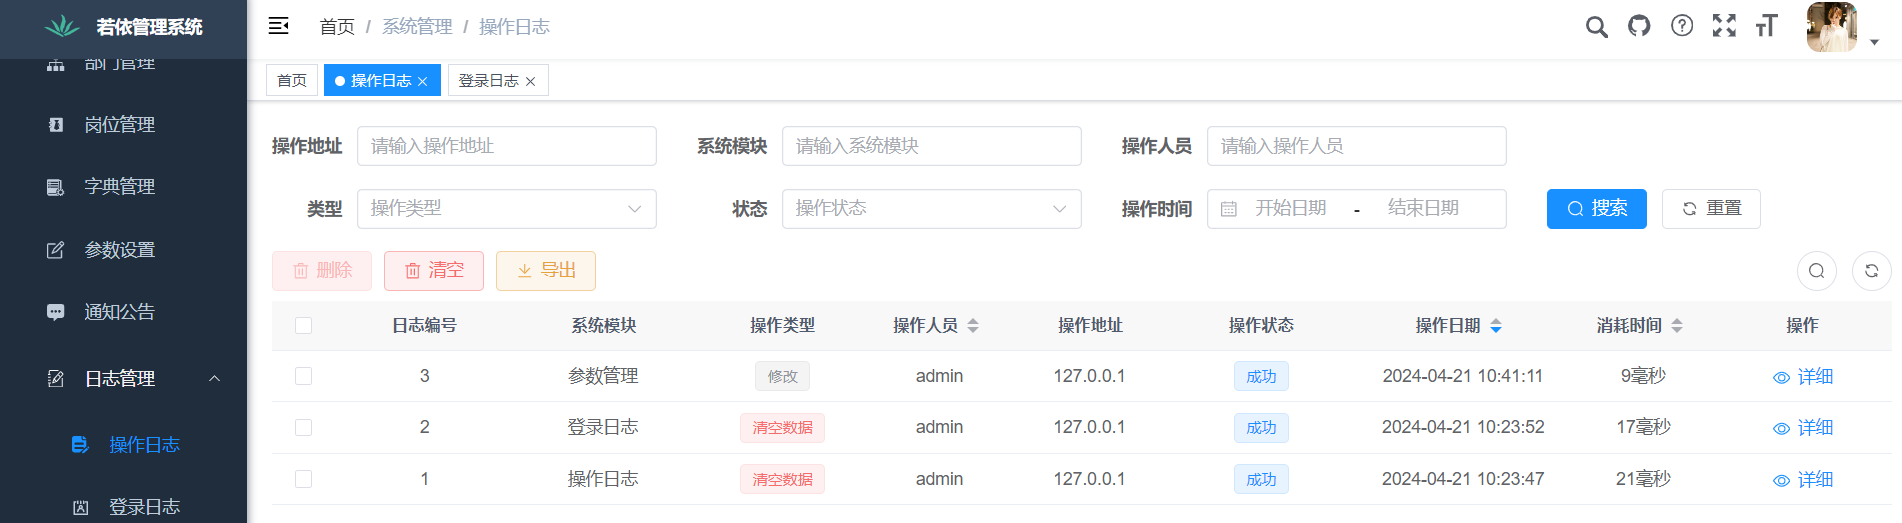 若依管理系统
部门管理
岗位管理
字典管理
参数设置
通知公告
日志管理
操作日志
登录日志
首页 / 系统管理 / 操作日志
首页 操作日志 登录日志
操作地址 请输入操作地址 系统模块 请输入系统模块 操作人员 请输入操作人员
类型 操作类型 状态 操作状态 操作时间 开始日期 - 结束日期 搜索 重置
删除 清空 导出
日志编号 系统模块 操作类型 操作人员 操作地址 操作状态 操作日期 消耗时间 操作
3 参数管理 修改 admin 127.0.0.1 成功 2024-04-21 10:41:11 9毫秒 详细
2 登录日志 清空数据 admin 127.0.0.1 成功 2024-04-21 10:23:52 17毫秒 详细
1 操作日志 清空数据 admin 127.0.0.1 成功 2024-04-21 10:23:47 21毫秒 详细